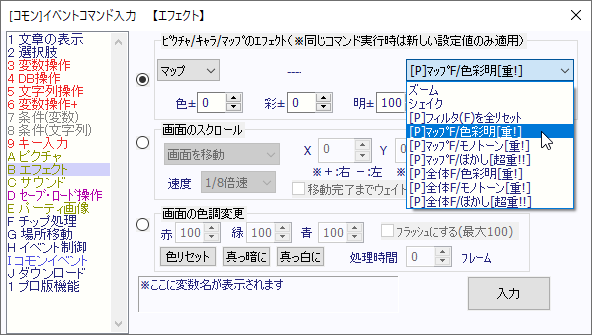 [コモン]イベントコマンド入力　【エフェクト】
1 文章の表示
2 選択肢
3 変数操作
4 DB操作
5 文字列操作
6 変数操作+
7 条件(変数)
8 条件(文字列)
9 キー入力
A ピクチャ
B エフェクト
C サウンド
D セーブ・ロード操作
E パーティ画像
F チップ処理
G 場所移動
H イベント制御
I コモンイベント
J ダウンロード
1 プロ版機能
ﾋﾟｸﾁｬ/ｷｬﾗ/ﾏｯﾌﾟのエフェクト(※同じコマンド実行時は新しい設定値のみ適用)
マップ
----
[P]ﾏｯﾌﾟF/色彩明[重!]
色± 0 彩± 0 明± 100
ズーム
シェイク
[P]フィルタ(F)を全リセット
[P]ﾏｯﾌﾟF/色彩明[重!]
[P]ﾏｯﾌﾟF/モノトーン[重!]
[P]ﾏｯﾌﾟF/ぼかし[超重!!]
[P]全体F/色彩明[重!]
[P]全体F/モノトーン[重!]
[P]全体F/ぼかし[超重!!]
画面のスクロール
画面を移動 X 0 Y 0
※+:右 －:左 ※
速度 1/8倍速 移動完了までウェイト
画面の色調変更
赤 100 緑 100 青 100 フラッシュにする(最大100)
色リセット 真っ暗に 真っ白に 処理時間 0 フレーム
※ここに変数名が表示されます
入力